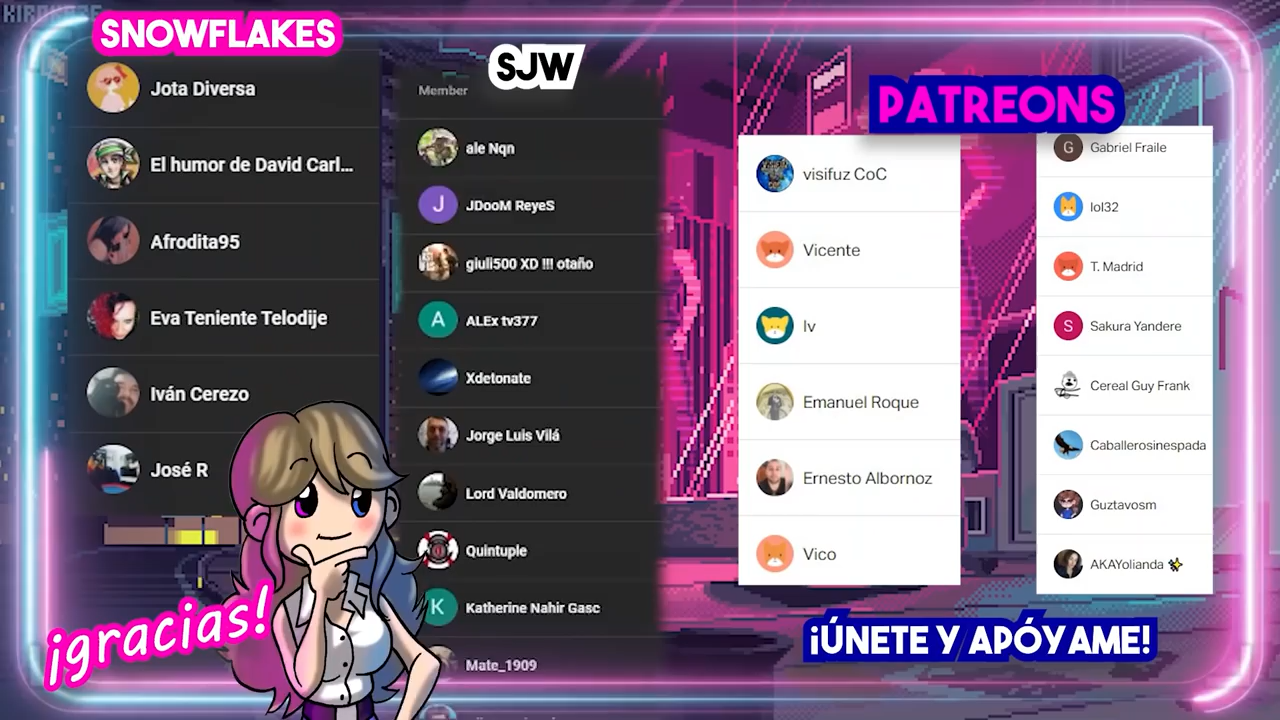 SNOWFLAKES
Jota Diversa
El humor de David Carl...
Afrodita95
Eva Teniente Telodije
Iván Cerezo
José R
¡gracias!
SJW
Member
ale Nqn
J
JDooM ReyeS
giuli500 XD !!! otaño
A
ALEx tv377
Xdetonate
Jorge Luis Vilá
Lord Valdomero
Quintuple
K
Katherine Nahir Gasc
Mate_1909
PATREONS
visifuz CoC
Vicente
Iv
Emanuel Roque
Ernesto Albornoz
Vico
G
Gabriel Fraile
lol32
T. Madrid
S
Sakura Yandere
Cereal Guy Frank
Caballerosinespada
Guztavosm
AKAYolianda ✨
¡ÚNETE Y APÓYAME!